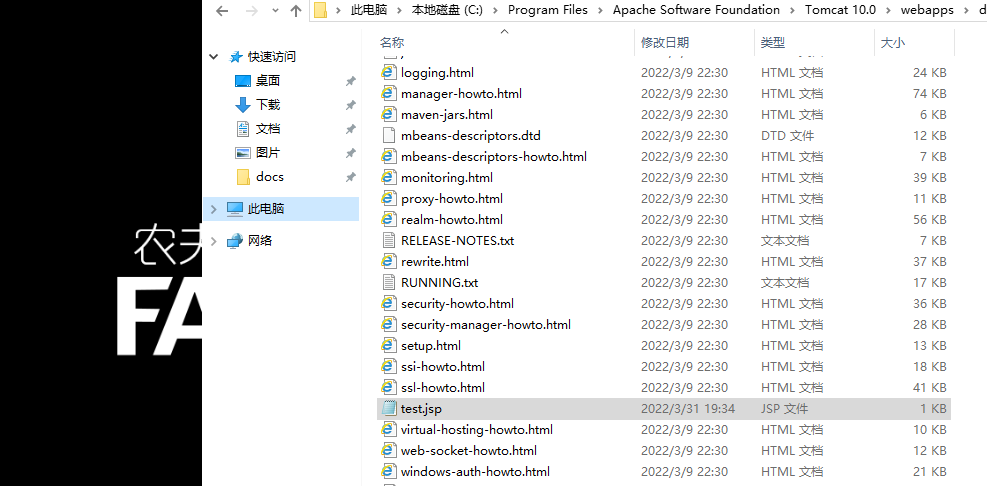 此电脑 > 本地磁盘 (C:) > Program Files > Apache Software Foundation > Tomcat 10.0 > webapps > d
名称 修改日期 类型 大小
快速访问
桌面
下载
文档
图片
docs
此电脑
网络
农夫
FA
logging.html 2022/3/9 22:30 HTML 文档 24 KB
manager-howto.html 2022/3/9 22:30 HTML 文档 74 KB
maven-jars.html 2022/3/9 22:30 HTML 文档 6 KB
mbeans-descriptors.dtd 2022/3/9 22:30 DTD 文件 12 KB
mbeans-descriptors-howto.html 2022/3/9 22:30 HTML 文档 7 KB
monitoring.html 2022/3/9 22:30 HTML 文档 39 KB
proxy-howto.html 2022/3/9 22:30 HTML 文档 11 KB
realm-howto.html 2022/3/9 22:30 HTML 文档 56 KB
RELEASE-NOTES.txt 2022/3/9 22:30 文本文档 7 KB
rewrite.html 2022/3/9 22:30 HTML 文档 37 KB
RUNNING.txt 2022/3/9 22:30 文本文档 17 KB
security-howto.html 2022/3/9 22:30 HTML 文档 36 KB
security-manager-howto.html 2022/3/9 22:30 HTML 文档 28 KB
setup.html 2022/3/9 22:30 HTML 文档 13 KB
ssi-howto.html 2022/3/9 22:30 HTML 文档 18 KB
ssl-howto.html 2022/3/9 22:30 HTML 文档 41 KB
test.jsp 2022/3/31 19:34 JSP 文件 1 KB
virtual-hosting-howto.html 2022/3/9 22:30 HTML 文档 10 KB
web-socket-howto.html 2022/3/9 22:30 HTML 文档 12 KB
windows-auth-howto.html 2022/3/9 22:30 HTML 文档 21 KB